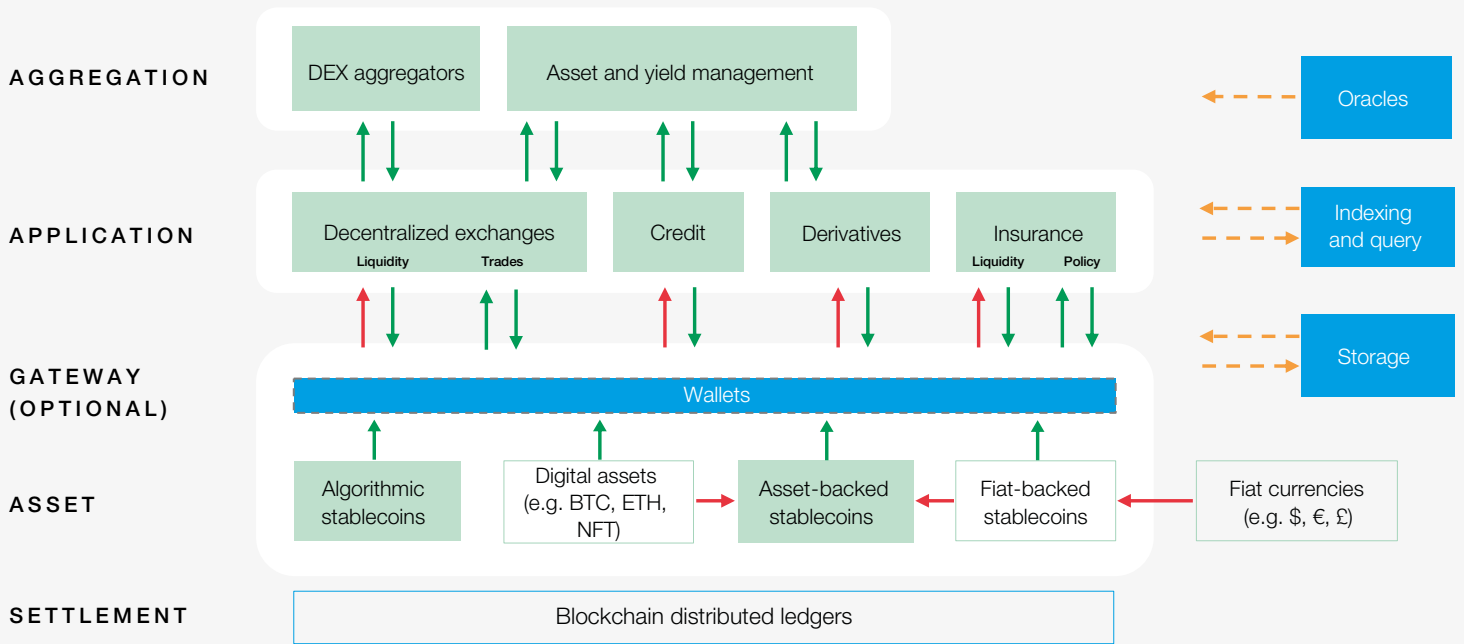 AGGREGATION
DEX aggregators
Asset and yield management
Oracles
APPLICATION
Decentralized exchanges
Liquidity
Trades
Credit
Derivatives
Insurance
Liquidity
Policy
Indexing
and query
GATEWAY
(OPTIONAL)
Wallets
Storage
ASSET
Algorithmic
stablecoins
Digital assets
(e.g. BTC, ETH,
NFT)
Asset-backed
stablecoins
Fiat-backed
stablecoins
Fiat currencies
(e.g. $, €, £)
SETTLEMENT
Blockchain distributed ledgers